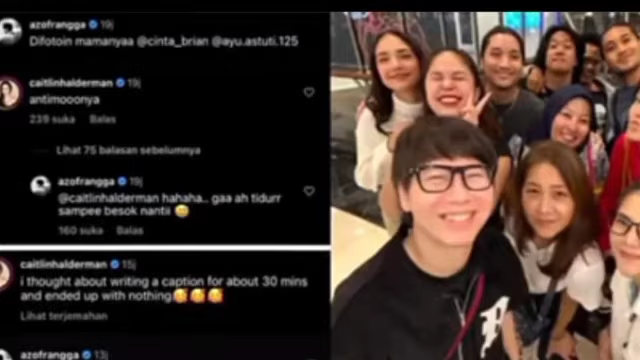 azofrangga 19j
Difotoin mamanyaa @cinta_brian @ayu.astuti.125
caitlinhalderman 19j
antimooonya
239 suka Balas
Lihat 75 balasan sebelumnya
azofrangga 19j
@caitlinhalderman hahaha.. gaa ah tidurr
sampee besok nantii 😅
160 suka Balas
caitlinhalderman 15j
i thought about writing a caption for about 30 mins
and ended up with nothing🥰🥰🥰
Lihat terjemahan
azofrangga 13j